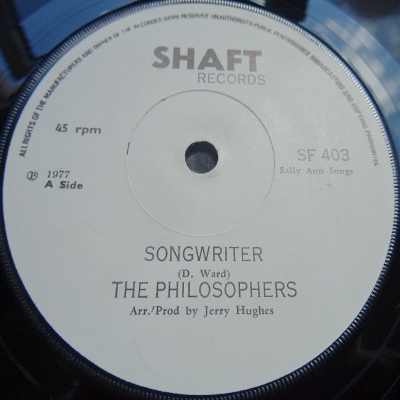 ALL RIGHTS OF THE MANUFACTURERS AND OWNER OF THE RECORDED WORK RESERVED UNAUTHORISED PUBLIC PERFORMANCE BROADCASTING AND COPYING PROHIBITED
SHAFT
RECORDS
45 rpm
SF 403
Sally Ann Songs
Ⓟ 1977
A Side
SONGWRITER
(D. Ward)
THE PHILOSOPHERS
Arr./Prod by Jerry Hughes